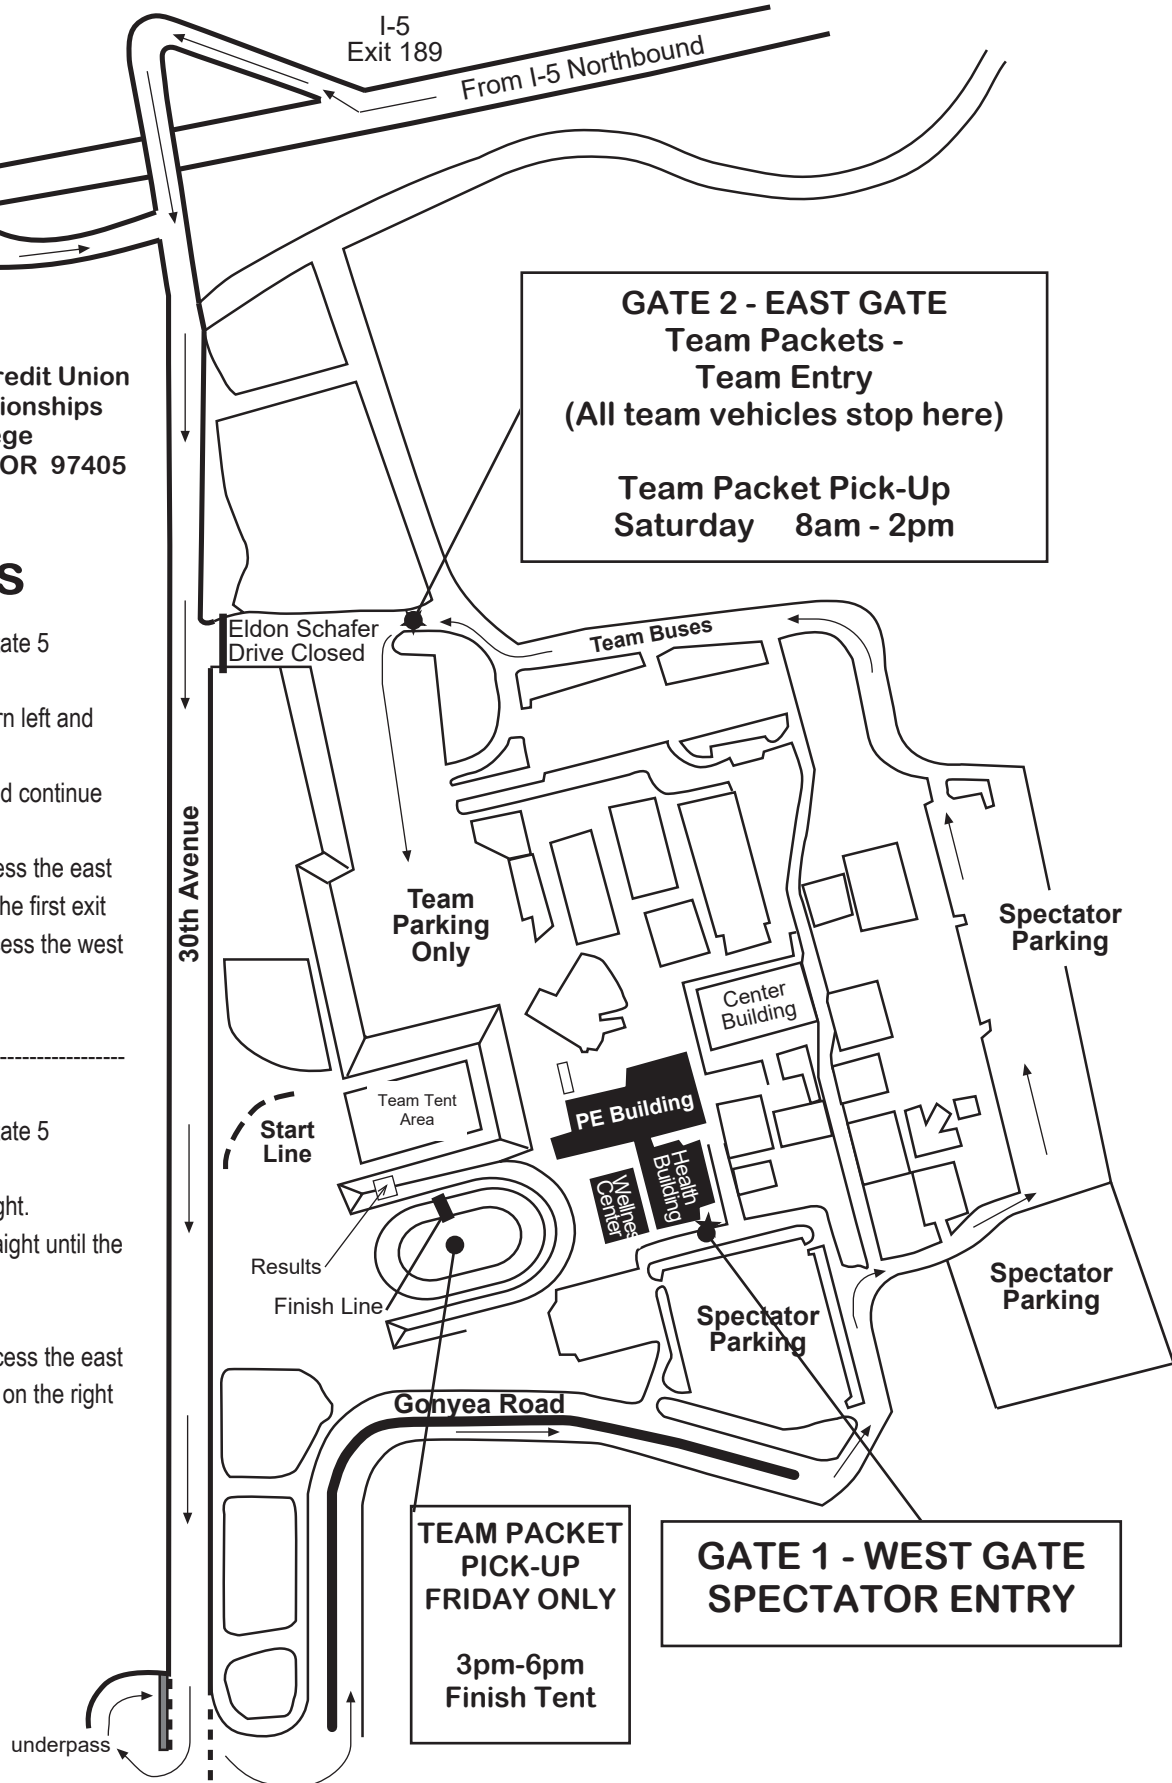 I-5
Exit 189
From I-5 Northbound
GATE 2 - EAST GATE
Team Packets -
Team Entry
(All team vehicles stop here)
Team Packet Pick-Up
Saturday 8am - 2pm
redit Union
ionships
ege
OR 97405
s
ate 5
rn left and
d continue
ess the east
he first exit
ess the west
-------------------
ate 5
ght.
aight until the
cess the east
on the right
Eldon Schafer
Drive Closed
Team Buses
30th Avenue
Team
Parking
Only
Spectator
Parking
Center
Building
Team Tent
Area
PE Building
Start
Line
Health
Building
Wellnes
Center
Results
Finish Line
Spectator
Parking
Spectator
Parking
Gonyea Road
TEAM PACKET
PICK-UP
FRIDAY ONLY
3pm-6pm
Finish Tent
GATE 1 - WEST GATE
SPECTATOR ENTRY
underpass